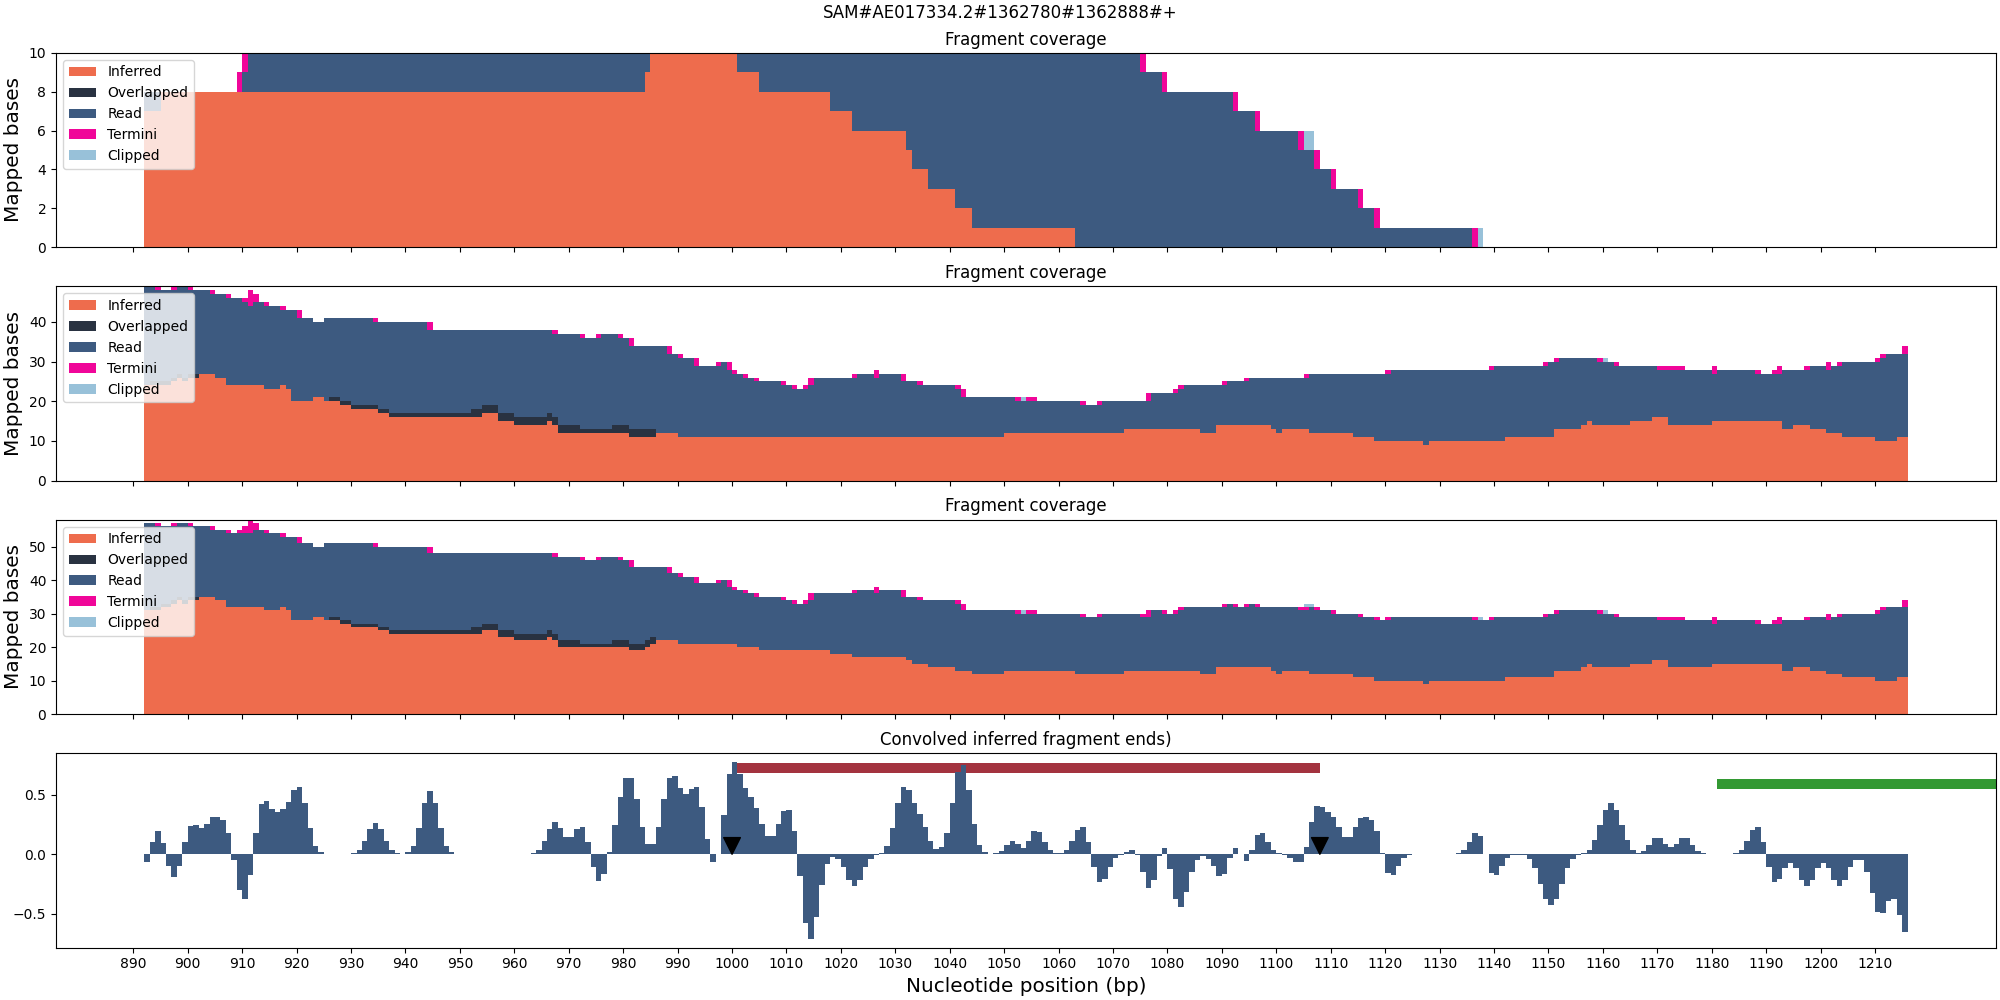 SAM#AE017334.2#1362780#1362888#+
Fragment coverage
Mapped bases
10
8
6
4
2
0
Inferred
Overlapped
Read
Termini
Clipped
Fragment coverage
Mapped bases
40
30
20
10
0
Inferred
Overlapped
Read
Termini
Clipped
Fragment coverage
Mapped bases
50
40
30
20
10
0
Inferred
Overlapped
Read
Termini
Clipped
Convolved inferred fragment ends)
0.5
0.0
−0.5
890 900 910 920 930 940 950 960 970 980 990 1000 1010 1020 1030 1040 1050 1060 1070 1080 1090 1100 1110 1120 1130 1140 1150 1160 1170 1180 1190 1200 1210
Nucleotide position (bp)